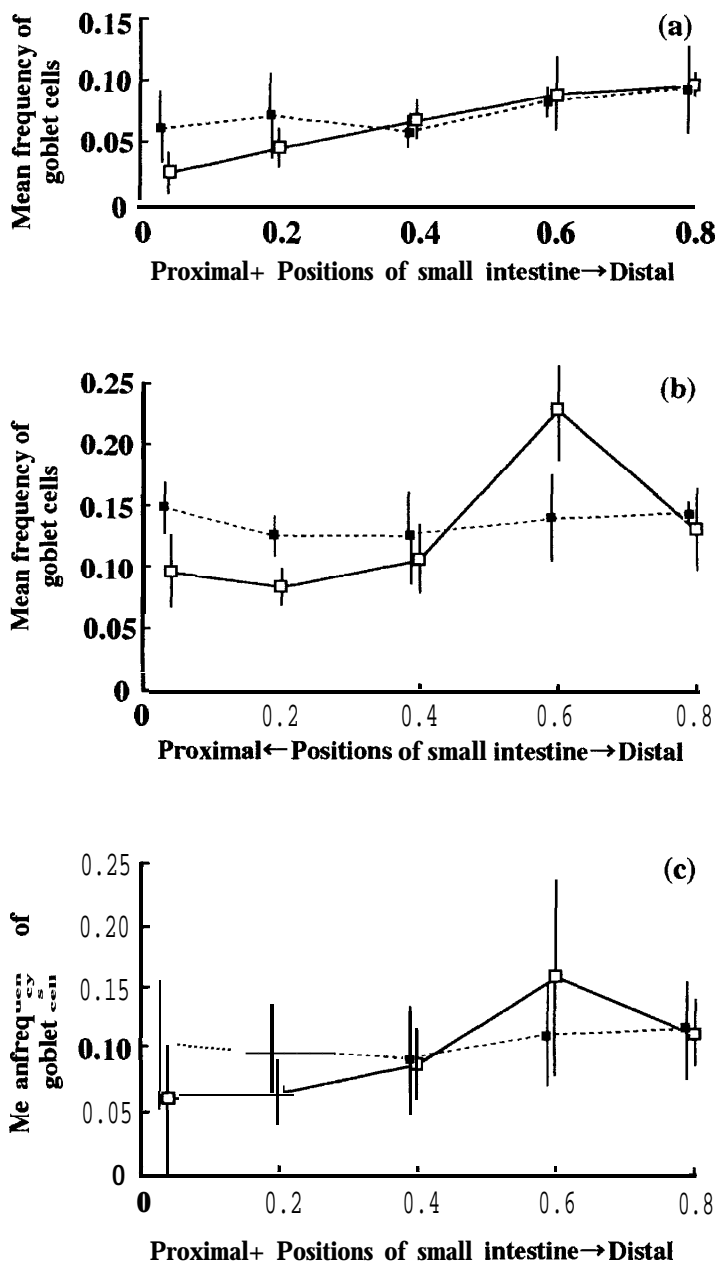 (a)
Mean frequency of
goblet cells
0.15
0.10
0.05
0
0 0.2 0.4 0.6 0.8
Proximal+ Positions of small intestine→Distal
(b)
Mean frequency of
goblet cells
0.25
0.20
0.15
0.10
0.05
0
0 0.2 0.4 0.6 0.8
Proximal←Positions of small intestine→Distal
(c)
Me anfrequency of
goblet cells
0.25
0.20
0.15
0.10
0.05
0
0 0.2 0.4 0.6 0.8
Proximal+ Positions of small intestine→Distal